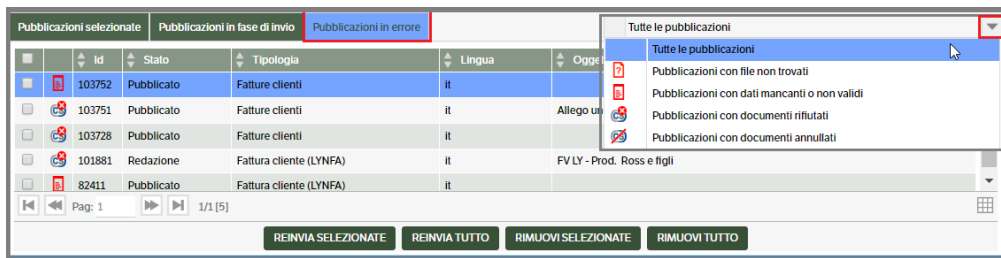 Pubblicazioni selezionate Pubblicazioni in fase di invio Pubblicazioni in errore Tutte le pubblicazioni
Tutte le pubblicazioni
Pubblicazioni con file non trovati
Pubblicazioni con dati mancanti o non validi
Pubblicazioni con documenti rifiutati
Pubblicazioni con documenti annullati
Id Stato Tipologia Lingua
103752 Pubblicato Fatture clienti it
103751 Pubblicato Fatture clienti it Allego
103728 Pubblicato Fatture clienti it
101881 Redazione Fattura cliente (LYNFA) it FV LY - Prod. Ross e figli
82411 Pubblicato Fattura cliente (LYNFA) it
Pag: 1 1/1 [5]
REINVIA SELEZIONATE REINVIA TUTTO RIMUOVI SELEZIONATE RIMUOVI TUTTO